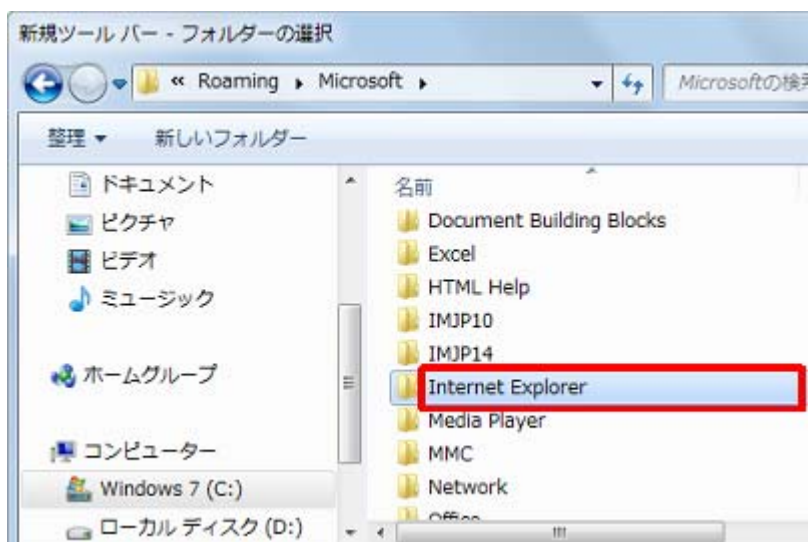 新規ツール バー - フォルダーの選択
« Roaming ▸ Microsoft ▸
Microsoftの検
整理 ▼ 新しいフォルダー
ドキュメント
ピクチャ
ビデオ
ミュージック
ホームグループ
コンピューター
Windows 7 (C:)
ローカル ディスク (D:)
名前
Document Building Blocks
Excel
HTML Help
IMJP10
IMJP14
Internet Explorer
Media Player
MMC
Network